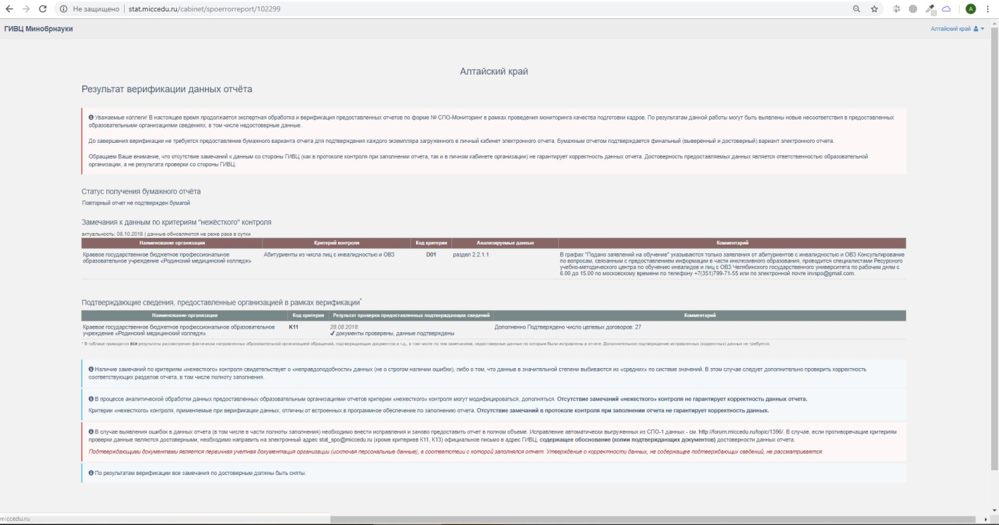 Не защищено | stat.miccedu.ru/cabinet/spoerrorreport/102299
A
ГИВЦ Минобрнауки
Алтайский край
Алтайский край
Результат верификации данных отчёта
Уважаемые коллеги! В настоящее время продолжается экспертная обработка и верификация предоставленных отчетов по форме № СПО-Мониторинг в рамках проведения мониторинга качества подготовки кадров. По результатам данной работы могут быть выявлены новые несоответствия в предоставленных
образовательными организациями сведениях, в том числе недостоверные данные.
До завершения верификации не требуется предоставление бумажного варианта отчета для подтверждения каждого экземпляра загруженного в личный кабинет электронного отчета. Бумажным отчетом подтверждается финальный (выверенный и достоверный) вариант электронного отчета.
Обращаем Ваше внимание, что отсутствие замечаний к данным со стороны ГИВЦ (как в протоколе контроля при заполнении отчета, так и в личном кабинете организации) не гарантирует корректность данных отчета. Достоверность предоставляемых данных является ответственностью образовательной
организации, а не результата проверки со стороны ГИВЦ.
Статус получения бумажного отчёта
Повторный отчет не подтвержден бумагой
Замечания к данным по критериям "нежёсткого" контроля
актуальность: 08.10.2018 | данные обновляются не реже раза в сутки
Наименование организации Критерий контроля Код критерия Анализируемые данные Комментарий
Краевое государственное бюджетное профессиональное Абитуриенты из числа лиц с инвалидностью и ОВЗ D01 раздел 2.2.1.1 В графах "Подано заявлений на обучение" указываются только заявления от абитуриентов с инвалидностью и ОВЗ Консультирование
образовательное учреждение «Родинский медицинский колледж» по вопросам, связанным с предоставлением информации в части инклюзивного образования, проводится специалистами Ресурсного
учебно-методического центра по обучению инвалидов и лиц с ОВЗ Челябинского государственного университета по рабочим дням с
6.00 до 15.00 по московскому времени по телефону +7(351)799-71-55 или по электронной почте invspo@gmail.com.
Подтверждающие сведения, предоставленные организацией в рамках верификации*
Наименование организации Код критерия Результат проверки предоставленных подтверждающих сведений Комментарий
Краевое государственное бюджетное профессиональное образовательное K11 28.08.2018: Дополненно Подтверждено число целевых договоров: 27
учреждение «Родинский медицинский колледж» ✔ документы проверены, данные подтверждены
* В таблице приводятся все результаты рассмотрения фактически направленных образовательной организацией обращений, подтверждающих документов и т.д., в том числе по тем замечаниям, недостоверные данные по которым были исправлены в отчете. Дополнительное подтверждение исправленных (корректных) данных не требуется.
Наличие замечаний по критериям «нежесткого» контроля свидетельствует о «неправдоподобности» данных (не о строгом наличии ошибки), либо о том, что данные в значительной степени выбиваются из «средних» по системе значений. В этом случае следует дополнительно проверить корректность
соответствующих разделов отчета, в том числе полноту заполнения.
В процессе аналитической обработки данных предоставленных образовательным организациями отчетов критерии «нежесткого» контроля могут модифицироваться, дополняться. Отсутствие замечаний «нежесткого» контроля не гарантирует корректность данных отчета.
Критерии «нежесткого» контроля, применяемые при верификации данных, отличны от встроенных в программное обеспечение по заполнению отчета. Отсутствие замечаний в протоколе контроля при заполнении отчета не гарантирует корректность данных.
В случае выявления ошибок в данных отчета (в том числе в части полноты заполнения) необходимо внести исправления и заново предоставить отчет в полном объеме. Исправление автоматически выгруженных из СПО-1 данных - см. http://forum.miccedu.ru/topic/1396/. В случае, если противоречащие критериям
проверки данные являются достоверными, необходимо направить на электронный адрес stat_spo@miccedu.ru (кроме критериев К11, К13) официальное письмо в адрес ГИВЦ, содержащее обоснование (копии подтверждающих документов) достоверности данных отчета.
Подтверждающими документами является первичная учетная документация организации (исключая персональные данные), в соответствии с которой заполнялся отчет. Утверждение о корректности данных, не содержащее подтверждающих сведений, не рассматривается.
По результатам верификации все замечания по достоверным должны быть сняты.
miccedu.ru